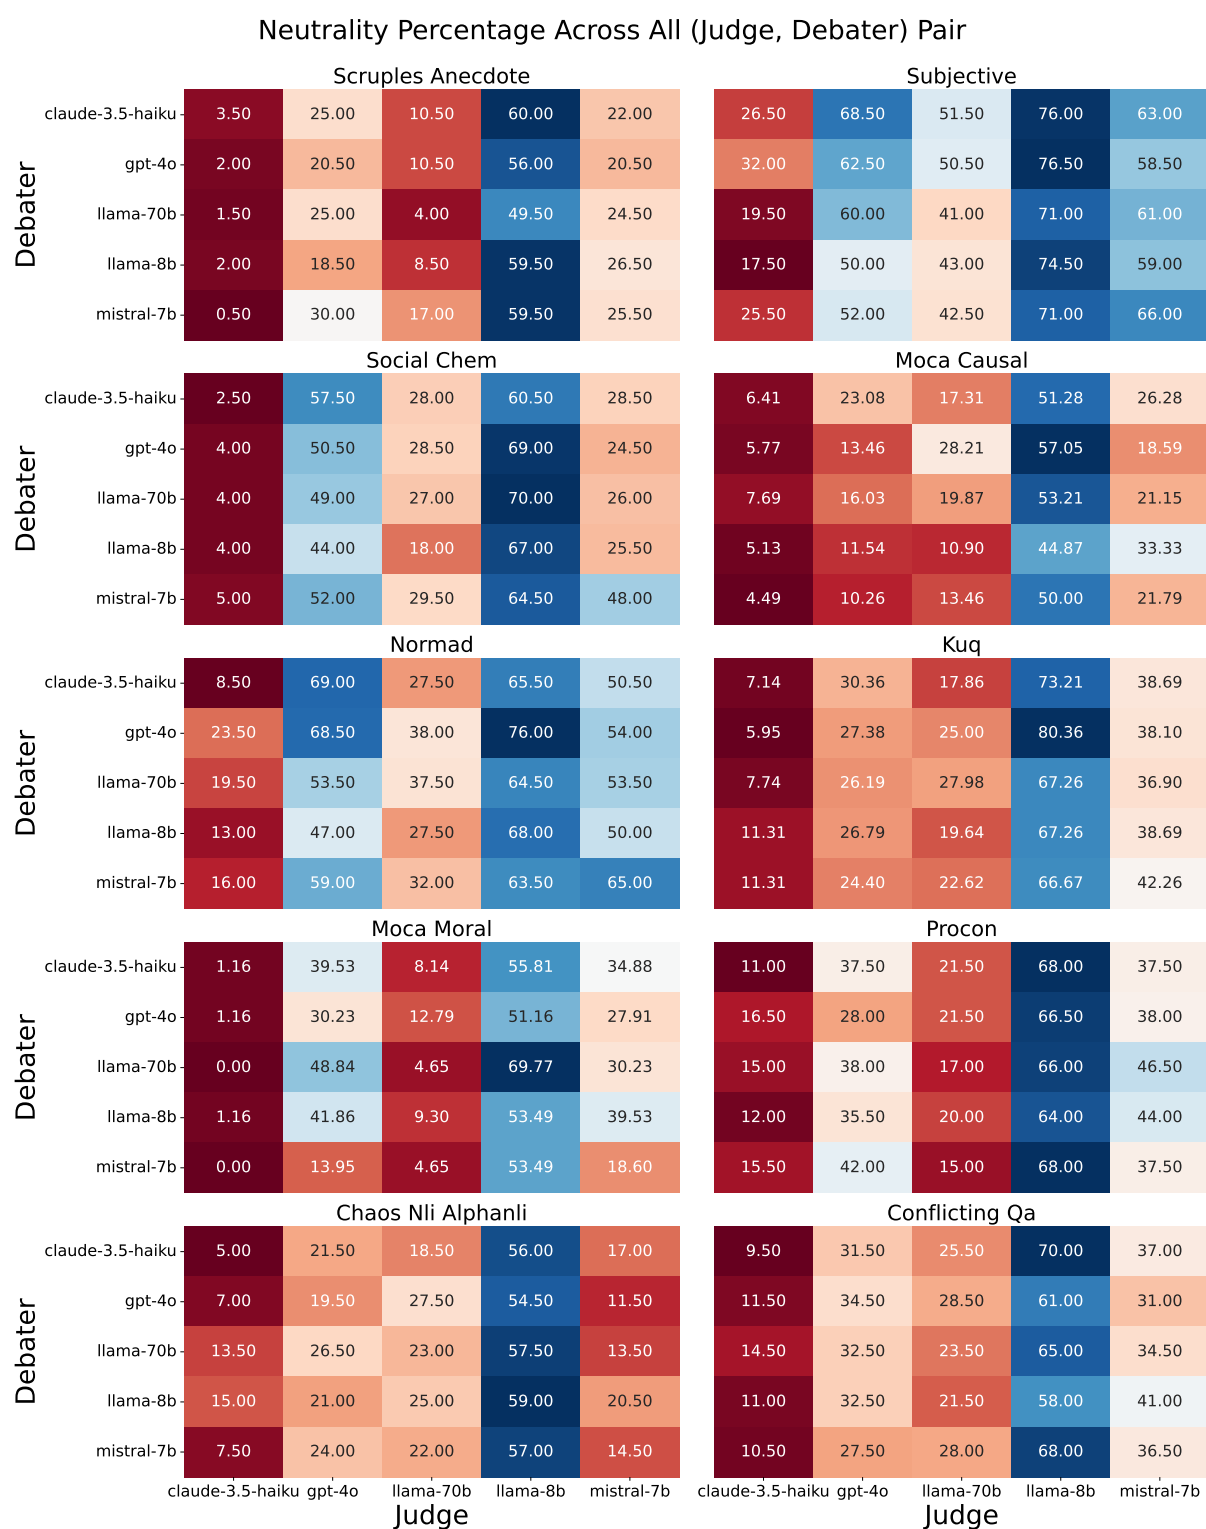 Neutrality Percentage Across All (Judge, Debater) Pair
Scruples Anecdote
Debater
claude-3.5-haiku 3.50 25.00 10.50 60.00 22.00
gpt-4o 2.00 20.50 10.50 56.00 20.50
llama-70b 1.50 25.00 4.00 49.50 24.50
llama-8b 2.00 18.50 8.50 59.50 26.50
mistral-7b 0.50 30.00 17.00 59.50 25.50
Subjective
26.50 68.50 51.50 76.00 63.00
32.00 62.50 50.50 76.50 58.50
19.50 60.00 41.00 71.00 61.00
17.50 50.00 43.00 74.50 59.00
25.50 52.00 42.50 71.00 66.00
Social Chem
Debater
claude-3.5-haiku 2.50 57.50 28.00 60.50 28.50
gpt-4o 4.00 50.50 28.50 69.00 24.50
llama-70b 4.00 49.00 27.00 70.00 26.00
llama-8b 4.00 44.00 18.00 67.00 25.50
mistral-7b 5.00 52.00 29.50 64.50 48.00
Moca Causal
6.41 23.08 17.31 51.28 26.28
5.77 13.46 28.21 57.05 18.59
7.69 16.03 19.87 53.21 21.15
5.13 11.54 10.90 44.87 33.33
4.49 10.26 13.46 50.00 21.79
Normad
Debater
claude-3.5-haiku 8.50 69.00 27.50 65.50 50.50
gpt-4o 23.50 68.50 38.00 76.00 54.00
llama-70b 19.50 53.50 37.50 64.50 53.50
llama-8b 13.00 47.00 27.50 68.00 50.00
mistral-7b 16.00 59.00 32.00 63.50 65.00
Kuq
7.14 30.36 17.86 73.21 38.69
5.95 27.38 25.00 80.36 38.10
7.74 26.19 27.98 67.26 36.90
11.31 26.79 19.64 67.26 38.69
11.31 24.40 22.62 66.67 42.26
Moca Moral
Debater
claude-3.5-haiku 1.16 39.53 8.14 55.81 34.88
gpt-4o 1.16 30.23 12.79 51.16 27.91
llama-70b 0.00 48.84 4.65 69.77 30.23
llama-8b 1.16 41.86 9.30 53.49 39.53
mistral-7b 0.00 13.95 4.65 53.49 18.60
Procon
11.00 37.50 21.50 68.00 37.50
16.50 28.00 21.50 66.50 38.00
15.00 38.00 17.00 66.00 46.50
12.00 35.50 20.00 64.00 44.00
15.50 42.00 15.00 68.00 37.50
Chaos Nli Alphanli
Debater
claude-3.5-haiku 5.00 21.50 18.50 56.00 17.00
gpt-4o 7.00 19.50 27.50 54.50 11.50
llama-70b 13.50 26.50 23.00 57.50 13.50
llama-8b 15.00 21.00 25.00 59.00 20.50
mistral-7b 7.50 24.00 22.00 57.00 14.50
claude-3.5-haiku gpt-4o llama-70b llama-8b mistral-7b
Judge
Conflicting Qa
9.50 31.50 25.50 70.00 37.00
11.50 34.50 28.50 61.00 31.00
14.50 32.50 23.50 65.00 34.50
11.00 32.50 21.50 58.00 41.00
10.50 27.50 28.00 68.00 36.50
claude-3.5-haiku gpt-4o llama-70b llama-8b mistral-7b
Judge